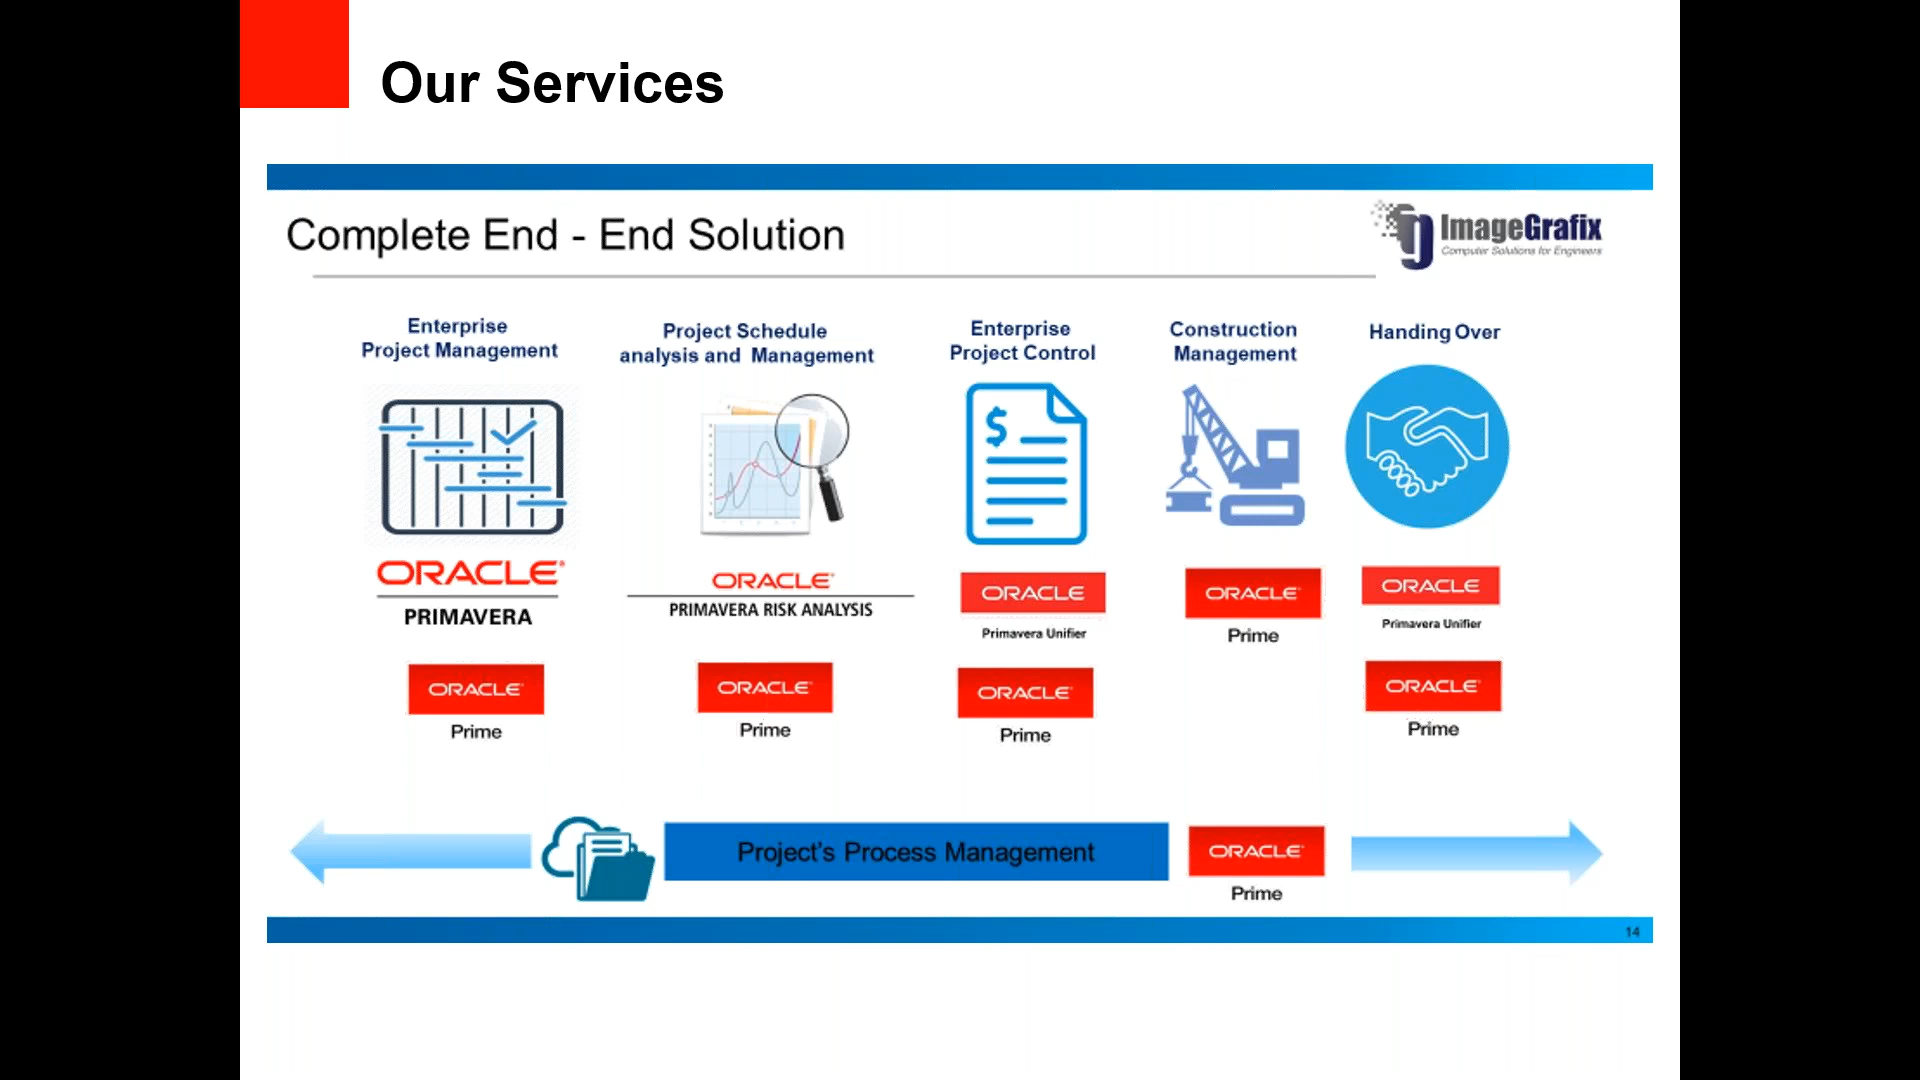 Our Services
Complete End - End Solution
ImageGrafix
Computer Solutions for Engineers
Enterprise
Project Management
Project Schedule
analysis and Management
Enterprise
Project Control
Construction
Management
Handing Over
$
ORACLE®
PRIMAVERA
ORACLE®
PRIMAVERA RISK ANALYSIS
ORACLE
Primavera Unifier
ORACLE®
Prime
ORACLE
Primavera Unifier
ORACLE®
Prime
ORACLE®
Prime
ORACLE®
Prime
ORACLE®
Prime
Project's Process Management
ORACLE®
Prime
14